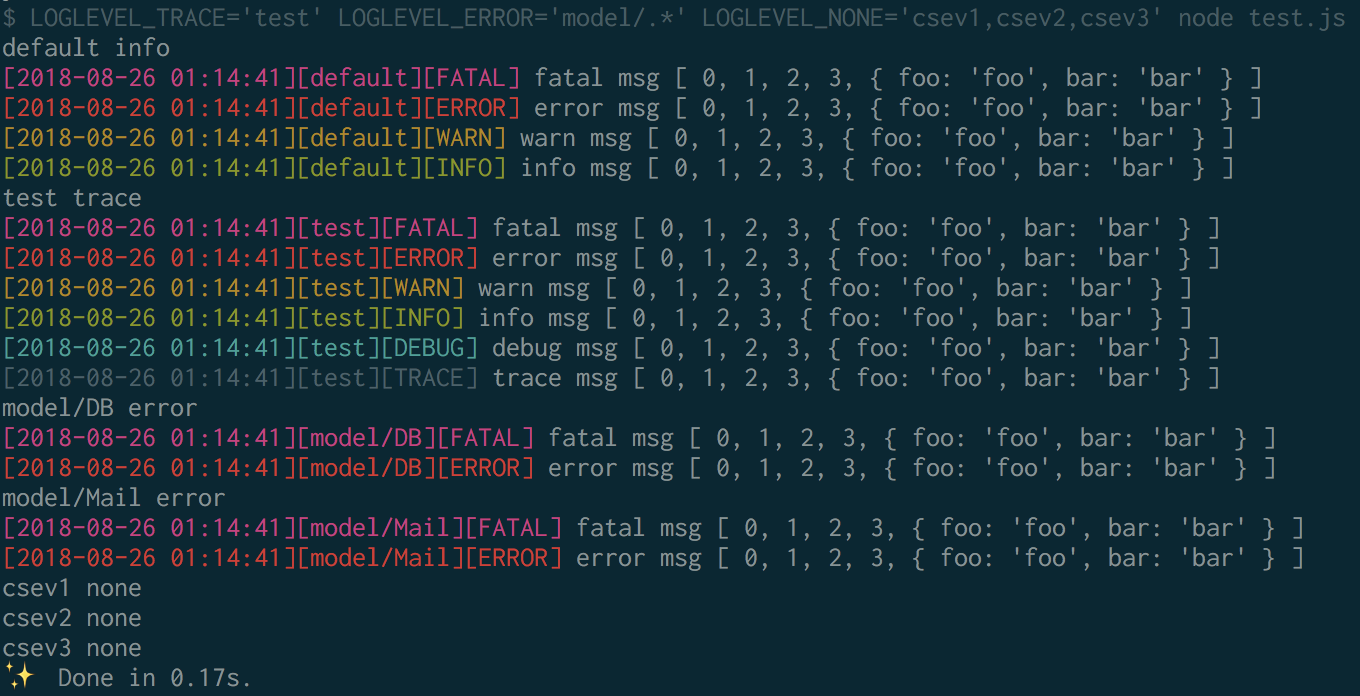 $ LOGLEVEL_TRACE='test' LOGLEVEL_ERROR='model/.*' LOGLEVEL_NONE='csev1,csev2,csev3' node test.js
default info
[2018-08-26 01:14:41][default][FATAL] fatal msg [ 0, 1, 2, 3, { foo: 'foo', bar: 'bar' } ]
[2018-08-26 01:14:41][default][ERROR] error msg [ 0, 1, 2, 3, { foo: 'foo', bar: 'bar' } ]
[2018-08-26 01:14:41][default][WARN] warn msg [ 0, 1, 2, 3, { foo: 'foo', bar: 'bar' } ]
[2018-08-26 01:14:41][default][INFO] info msg [ 0, 1, 2, 3, { foo: 'foo', bar: 'bar' } ]
test trace
[2018-08-26 01:14:41][test][FATAL] fatal msg [ 0, 1, 2, 3, { foo: 'foo', bar: 'bar' } ]
[2018-08-26 01:14:41][test][ERROR] error msg [ 0, 1, 2, 3, { foo: 'foo', bar: 'bar' } ]
[2018-08-26 01:14:41][test][WARN] warn msg [ 0, 1, 2, 3, { foo: 'foo', bar: 'bar' } ]
[2018-08-26 01:14:41][test][INFO] info msg [ 0, 1, 2, 3, { foo: 'foo', bar: 'bar' } ]
[2018-08-26 01:14:41][test][DEBUG] debug msg [ 0, 1, 2, 3, { foo: 'foo', bar: 'bar' } ]
[2018-08-26 01:14:41][test][TRACE] trace msg [ 0, 1, 2, 3, { foo: 'foo', bar: 'bar' } ]
model/DB error
[2018-08-26 01:14:41][model/DB][FATAL] fatal msg [ 0, 1, 2, 3, { foo: 'foo', bar: 'bar' } ]
[2018-08-26 01:14:41][model/DB][ERROR] error msg [ 0, 1, 2, 3, { foo: 'foo', bar: 'bar' } ]
model/Mail error
[2018-08-26 01:14:41][model/Mail][FATAL] fatal msg [ 0, 1, 2, 3, { foo: 'foo', bar: 'bar' } ]
[2018-08-26 01:14:41][model/Mail][ERROR] error msg [ 0, 1, 2, 3, { foo: 'foo', bar: 'bar' } ]
csev1 none
csev2 none
csev3 none
✨ Done in 0.17s.